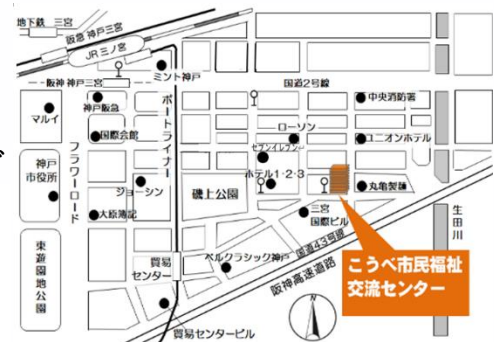 地下鉄 三宮
阪急 神戸三宮
JR三ノ宮
阪神 神戸三宮
ミント神戸
国道2号線
マルイ
神戸阪急
国際会館
ポートライナー
中央消防署
ローソン
ユニオンホテル
セブンイレブン
ホテル1・2・3
神戸
市役所
フラワーロード
ジョーシン
磯上公園
丸亀製麺
大原簿記
三宮
国際ビル
生田川
東遊園地公園
貿易
センター
ベルクラシック神戸
国道43号線
阪神高速道路
こうべ市民福祉
交流センター
貿易センタービル
N